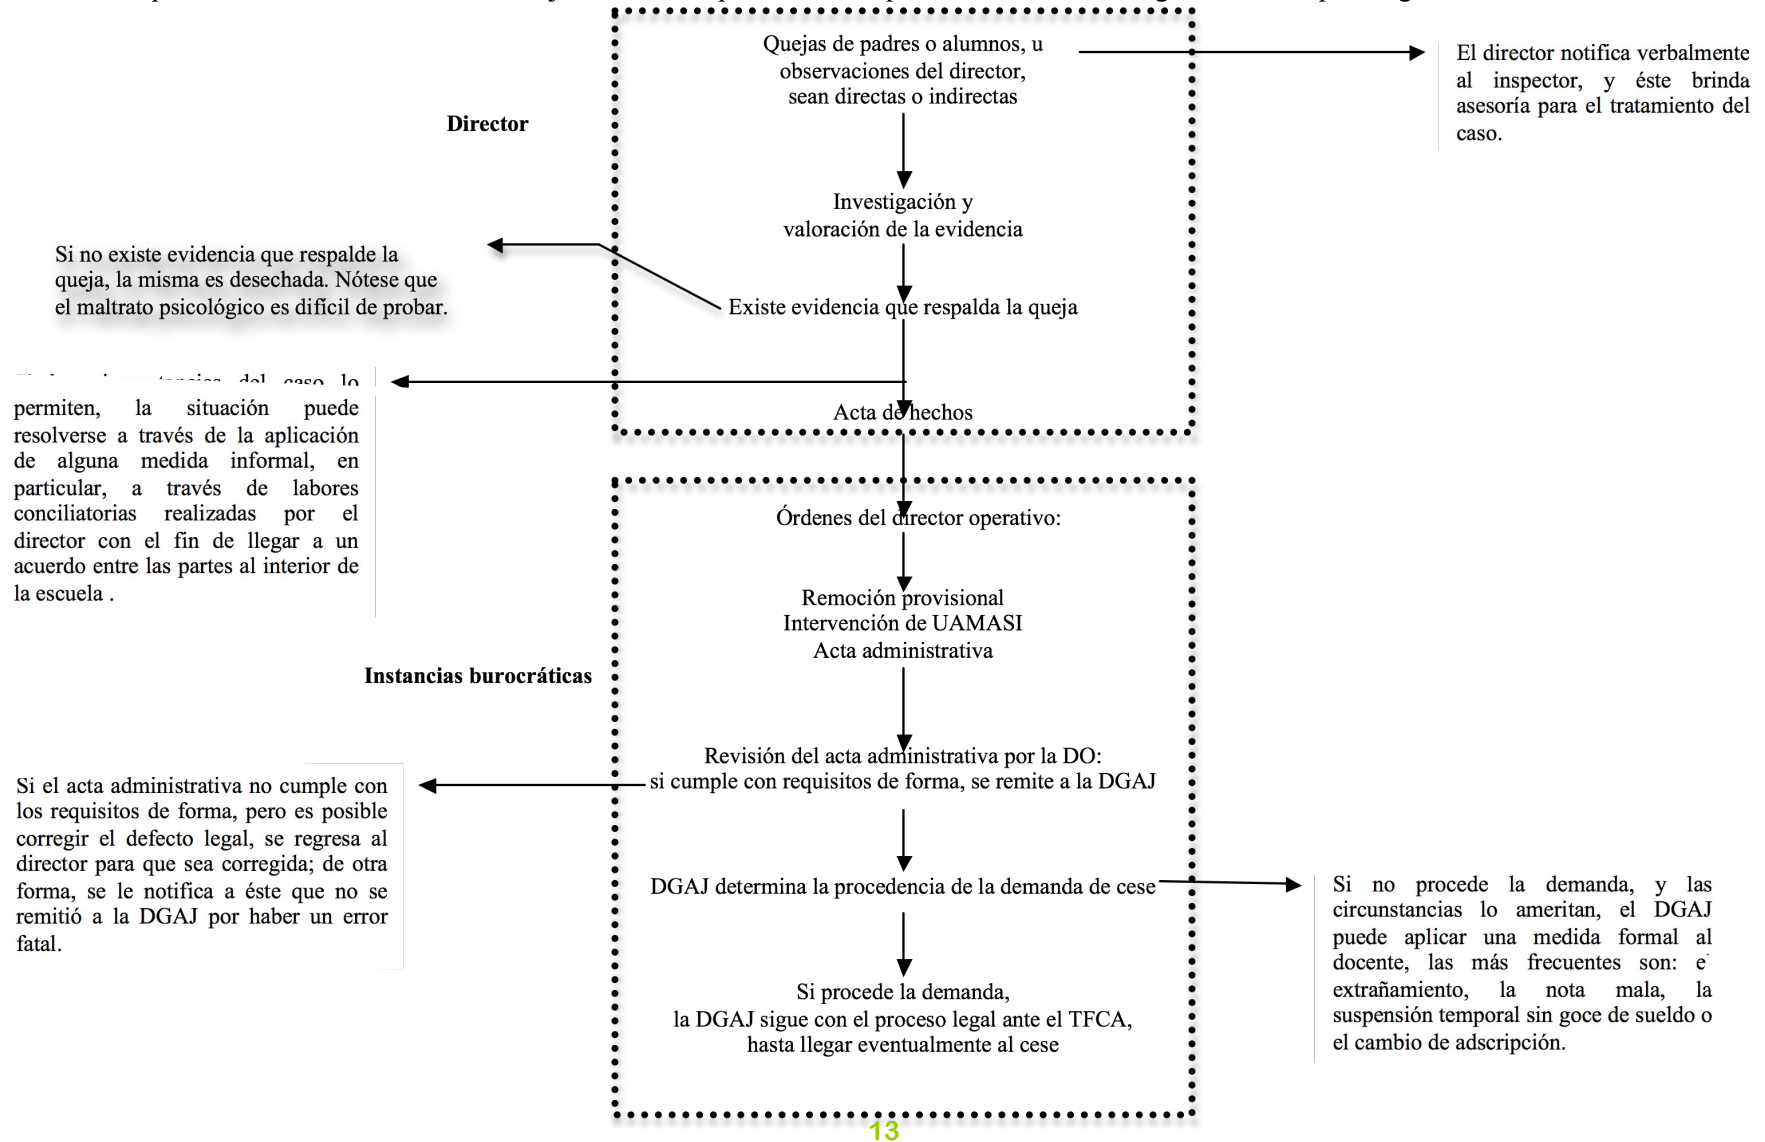 Quejas de padres o alumnos, u
observaciones del director,
sean directas o indirectas
El director notifica verbalmente
al inspector, y éste brinda
asesoría para el tratamiento del
caso.
Director
Investigación y
valoración de la evidencia
Si no existe evidencia que respalde la
queja, la misma es desechada. Nótese que
el maltrato psicológico es difícil de probar.
Existe evidencia que respalda la queja
del caso lo
permiten, la situación puede
resolverse a través de la aplicación
de alguna medida informal, en
particular, a través de labores
conciliatorias realizadas por el
director con el fin de llegar a un
acuerdo entre las partes al interior de
la escuela .
Acta de hechos
Órdenes del director operativo:
Remoción provisional
Intervención de UAMASI
Acta administrativa
Instancias burocráticas
Revisión del acta administrativa por la DO:
si cumple con requisitos de forma, se remite a la DGAJ
Si el acta administrativa no cumple con
los requisitos de forma, pero es posible
corregir el defecto legal, se regresa al
director para que sea corregida; de otra
forma, se le notifica a éste que no se
remitió a la DGAJ por haber un error
fatal.
DGAJ determina la procedencia de la demanda de cese
Si no procede la demanda, y las
circunstancias lo ameritan, el DGAJ
puede aplicar una medida formal al
docente, las más frecuentes son:
extrañamiento, la nota mala, la
suspensión temporal sin goce de sueldo o
el cambio de adscripción.
Si procede la demanda,
la DGAJ sigue con el proceso legal ante el TFCA,
hasta llegar eventualmente al cese
13